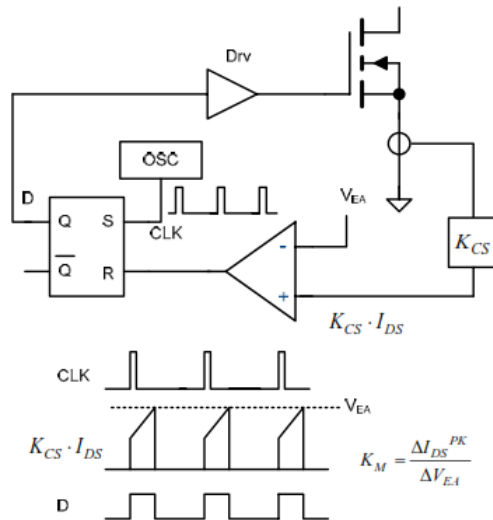 Drv
OSC
D
Q
S
CLK
V_EA
Q̅
R
-
+
K_CS
K_CS · I_DS
CLK
V_EA
K_CS · I_DS
K_M = ΔI_DS^PK / ΔV_EA
D